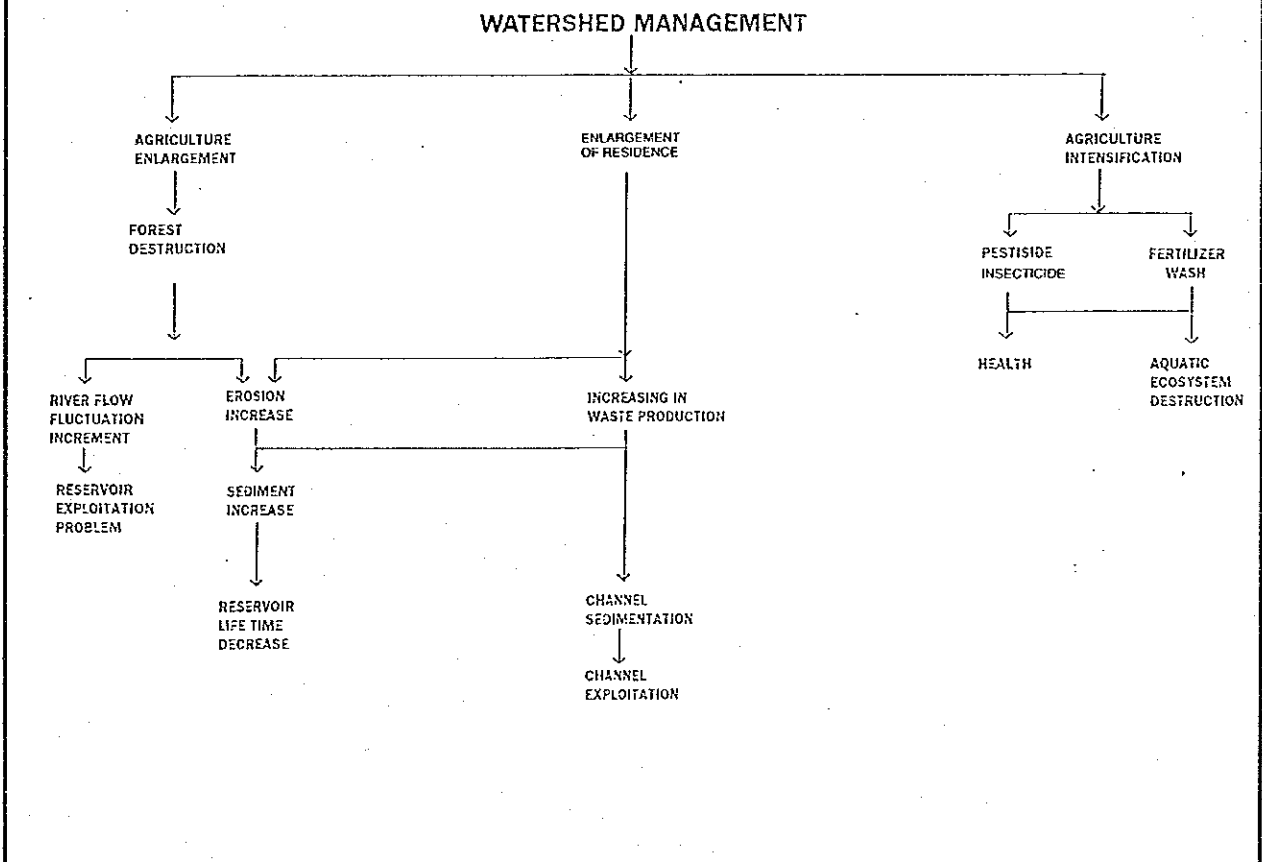 WATERSHED MANAGEMENT
AGRICULTURE
ENLARGEMENT
ENLARGEMENT
OF RESIDENCE
AGRICULTURE
INTENSIFICATION
FOREST
DESTRUCTION
PESTISIDE
INSECTICIDE
FERTILIZER
WASH
HEALTH
AQUATIC
ECOSYSTEM
DESTRUCTION
RIVER FLOW
FLUCTUATION
INCREMENT
EROSION
INCREASE
INCREASING IN
WASTE PRODUCTION
RESERVOIR
EXPLOITATION
PROBLEM
SEDIMENT
INCREASE
RESERVOIR
LIFE TIME
DECREASE
CHANNEL
SEDIMENTATION
CHANNEL
EXPLOITATION